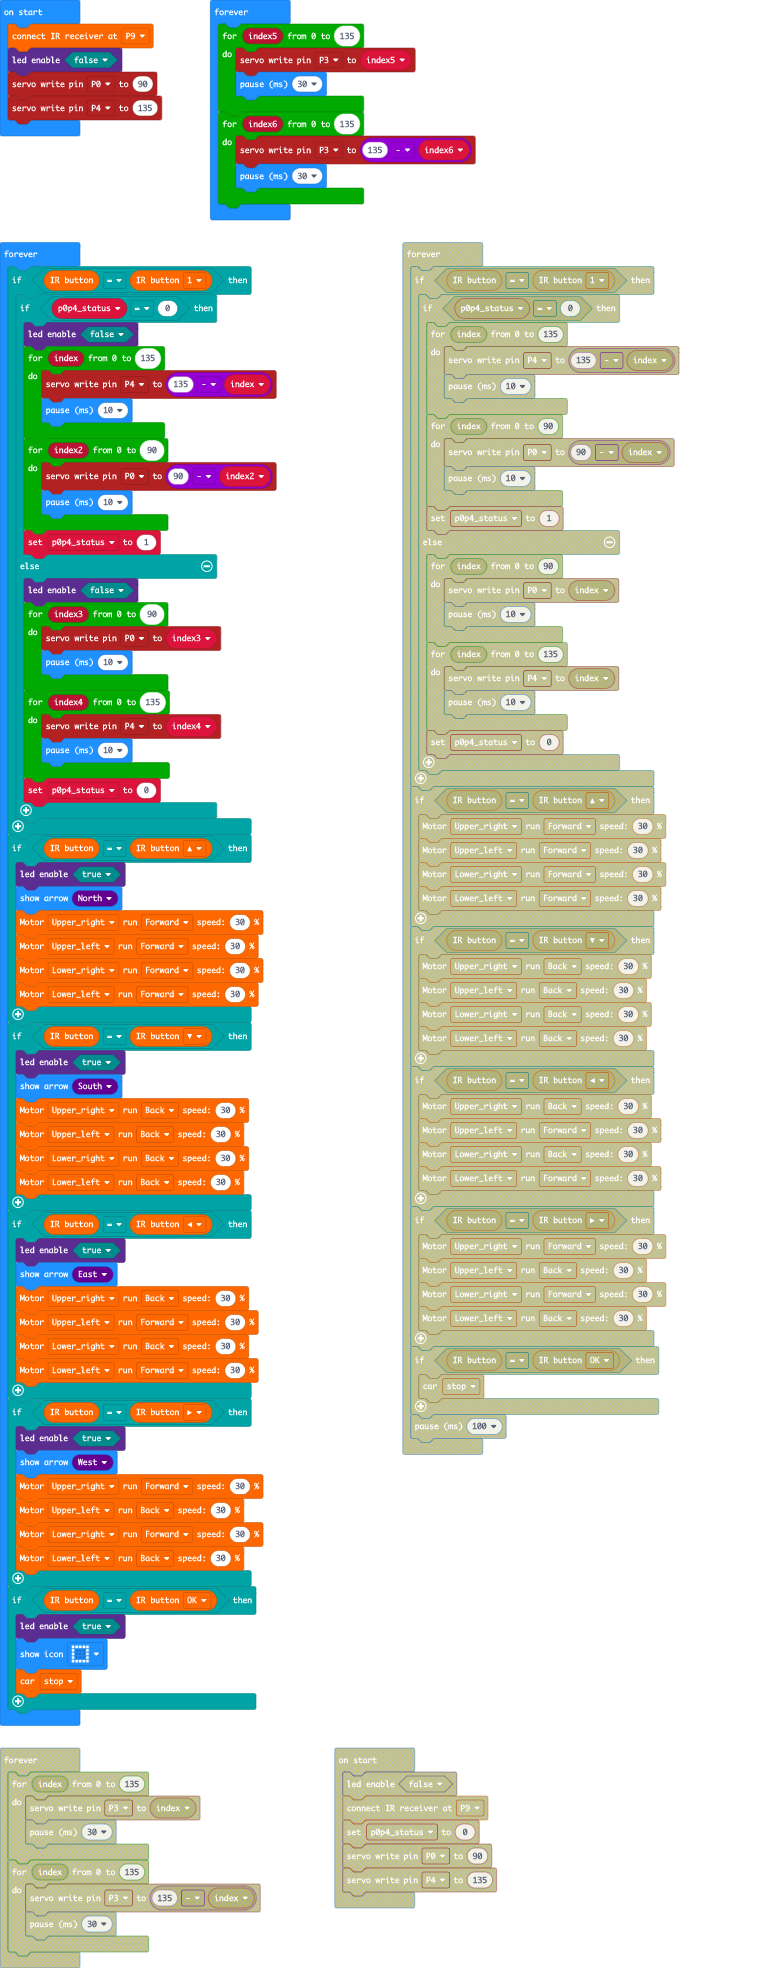 on start
connect IR receiver at P9
led enable false
servo write pin P0 to 90
servo write pin P4 to 135
forever
for index5 from 0 to 135
do
servo write pin P3 to index5
pause (ms) 30
for index6 from 0 to 135
do
servo write pin P3 to 135 - index6
pause (ms) 30
forever
if IR button = IR button 1 then
if p0p4_status = 0 then
led enable false
for index from 0 to 135
do
servo write pin P4 to 135 - index
pause (ms) 10
for index2 from 0 to 90
do
servo write pin P0 to 90 - index2
pause (ms) 10
set p0p4_status to 1
else
led enable false
for index3 from 0 to 90
do
servo write pin P0 to index3
pause (ms) 10
for index4 from 0 to 135
do
servo write pin P4 to index4
pause (ms) 10
set p0p4_status to 0
if IR button = IR button ▲ then
led enable true
show arrow North
Motor Upper_right run Forward speed: 30 %
Motor Upper_left run Forward speed: 30 %
Motor Lower_right run Forward speed: 30 %
Motor Lower_left run Forward speed: 30 %
if IR button = IR button ▼ then
led enable true
show arrow South
Motor Upper_right run Back speed: 30 %
Motor Upper_left run Back speed: 30 %
Motor Lower_right run Back speed: 30 %
Motor Lower_left run Back speed: 30 %
if IR button = IR button ◀ then
led enable true
show arrow East
Motor Upper_right run Back speed: 30 %
Motor Upper_left run Forward speed: 30 %
Motor Lower_right run Back speed: 30 %
Motor Lower_left run Forward speed: 30 %
if IR button = IR button ▶ then
led enable true
show arrow West
Motor Upper_right run Forward speed: 30 %
Motor Upper_left run Back speed: 30 %
Motor Lower_right run Forward speed: 30 %
Motor Lower_left run Back speed: 30 %
if IR button = IR button OK then
led enable true
show icon
car stop
forever
if IR button = IR button 1 then
if p0p4_status = 0 then
for index from 0 to 135
do
servo write pin P4 to 135 - index
pause (ms) 10
for index from 0 to 90
do
servo write pin P0 to 90 - index
pause (ms) 10
set p0p4_status to 1
else
for index from 0 to 90
do
servo write pin P0 to index
pause (ms) 10
for index from 0 to 135
do
servo write pin P4 to index
pause (ms) 10
set p0p4_status to 0
if IR button = IR button ▲ then
Motor Upper_right run Forward speed: 30 %
Motor Upper_left run Forward speed: 30 %
Motor Lower_right run Forward speed: 30 %
Motor Lower_left run Forward speed: 30 %
if IR button = IR button ▼ then
Motor Upper_right run Back speed: 30 %
Motor Upper_left run Back speed: 30 %
Motor Lower_right run Back speed: 30 %
Motor Lower_left run Back speed: 30 %
if IR button = IR button ◀ then
Motor Upper_right run Back speed: 30 %
Motor Upper_left run Forward speed: 30 %
Motor Lower_right run Back speed: 30 %
Motor Lower_left run Forward speed: 30 %
if IR button = IR button ▶ then
Motor Upper_right run Forward speed: 30 %
Motor Upper_left run Back speed: 30 %
Motor Lower_right run Forward speed: 30 %
Motor Lower_left run Back speed: 30 %
if IR button = IR button OK then
car stop
pause (ms) 100
forever
for index from 0 to 135
do
servo write pin P3 to index
pause (ms) 30
for index from 0 to 135
do
servo write pin P3 to 135 - index
pause (ms) 30
on start
led enable false
connect IR receiver at P9
set p0p4_status to 0
servo write pin P0 to 90
servo write pin P4 to 135